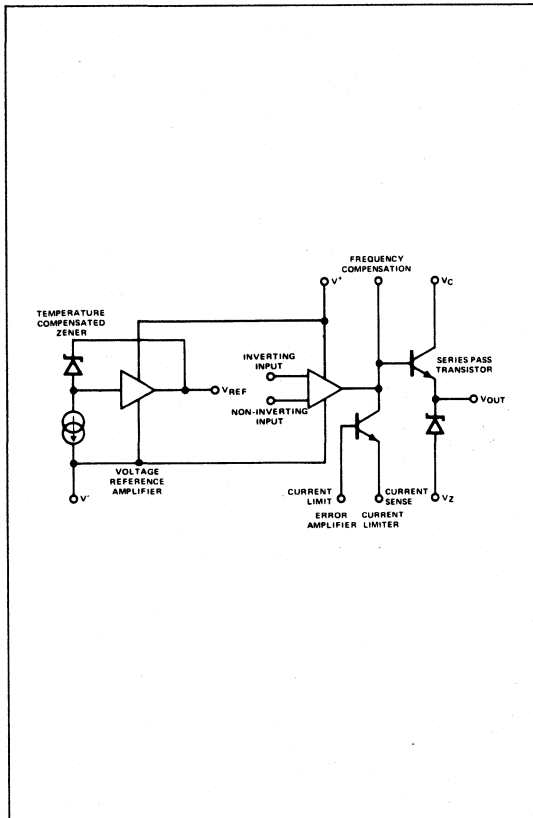 V+
FREQUENCY
COMPENSATION
VC
TEMPERATURE
COMPENSATED
ZENER
INVERTING
INPUT
SERIES PASS
TRANSISTOR
VREF
VOUT
NON-INVERTING
INPUT
VOLTAGE
REFERENCE
AMPLIFIER
V-
CURRENT
LIMIT
CURRENT
SENSE
VZ
ERROR
AMPLIFIER
CURRENT
LIMITER